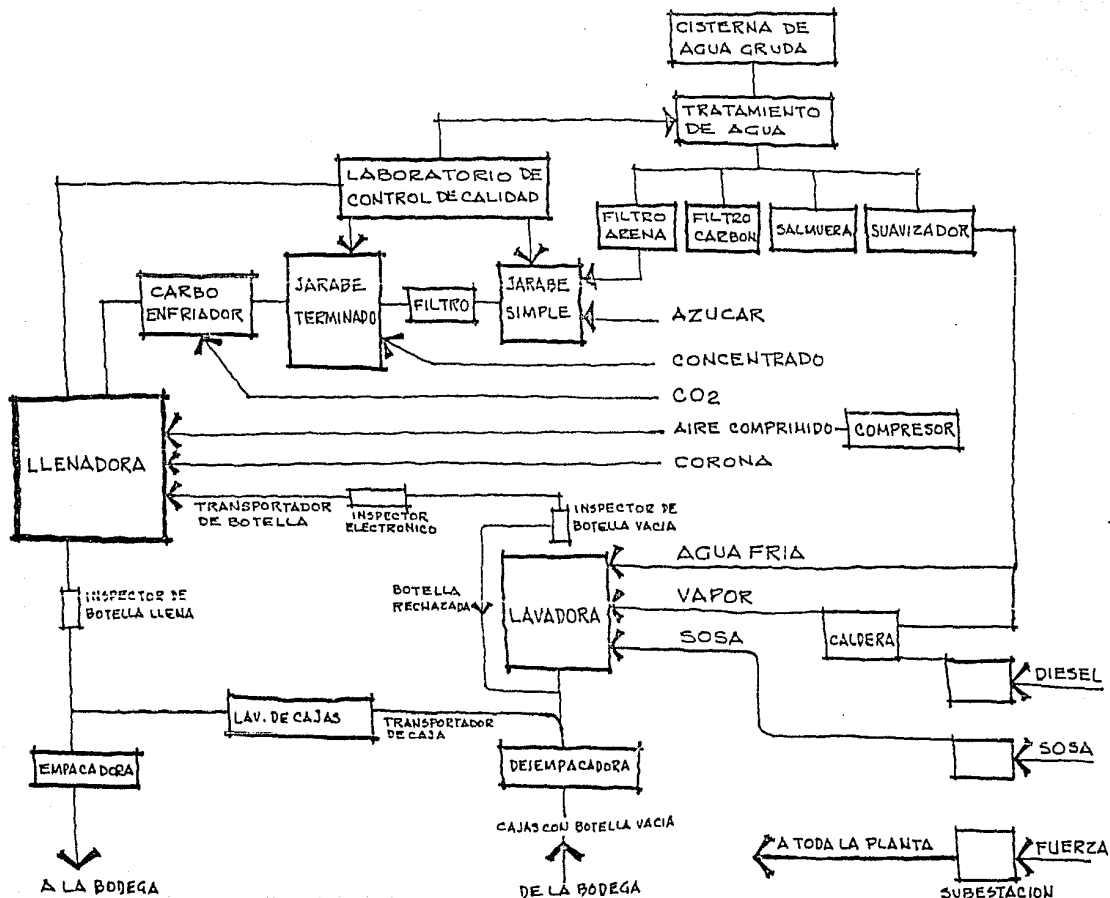 CISTERNA DE
AGUA GRUDA
TRATAMIENTO
DE AGUA
LABORATORIO DE
CONTROL DE CALIDAD
FILTRO
ARENA
FILTRO
CARBON
SALMUERA
SUAVIZADOR
CARBO
ENFRIADOR
JARABE
TERMINADO
FILTRO
JARABE
SIMPLE
AZUCAR
CONCENTRADO
CO2
AIRE COMPRIMIDO
COMPRESOR
LLENADORA
CORONA
TRANSPORTADOR
DE BOTELLA
INSPECTOR
ELECTRONICO
INSPECTOR DE
BOTELLA VACIA
AGUA FRIA
BOTELLA
RECHAZADA
LAVADORA
VAPOR
INSPECTOR DE
BOTELLA LLENA
SOSA
CALDERA
DIESEL
LAV. DE CAJAS
TRANSPORTADOR
DE CAJA
EMPACADORA
DESEMPACADORA
SOSA
CAJAS CON BOTELLA VACIA
A TODA LA PLANTA
FUERZA
A LA BODEGA
DE LA BODEGA
SUBESTACION